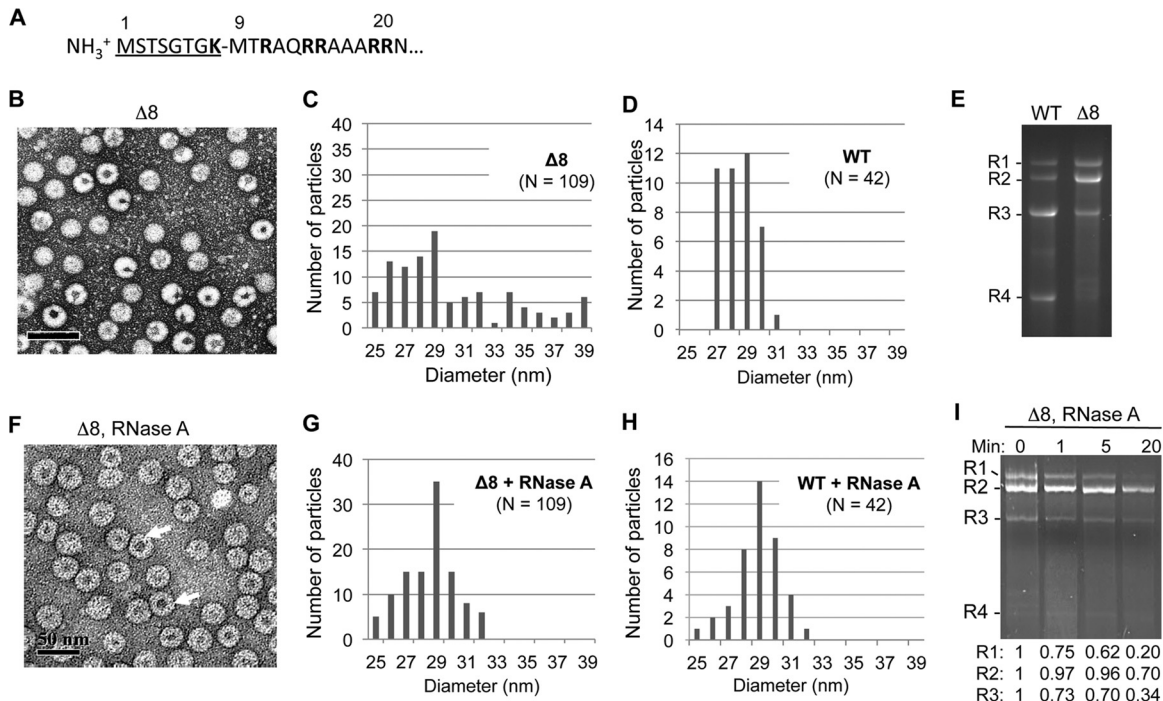 A
1 9 20
NH3+ MSTSGTGK-MTRAQRRAAARRN...
B
Δ8
C
40
35
30
25
20
15
10
5
0
Number of particles
Δ8
(N = 109)
25 27 29 31 33 35 37 39
Diameter (nm)
D
14
12
10
8
6
4
2
0
Number of particles
WT
(N = 42)
25 27 29 31 33 35 37 39
Diameter (nm)
E
WT Δ8
R1
R2
R3
R4
F
Δ8, RNase A
50 nm
G
40
30
20
10
0
Number of particles
Δ8 + RNase A
(N = 109)
25 27 29 31 33 35 37 39
Diameter (nm)
H
16
14
12
10
8
6
4
2
0
Number of particles
WT + RNase A
(N = 42)
25 27 29 31 33 35 37 39
Diameter (nm)
I
Δ8, RNase A
Min: 0 1 5 20
R1
R2
R3
R4
R1: 1 0.75 0.62 0.20
R2: 1 0.97 0.96 0.70
R3: 1 0.73 0.70 0.34